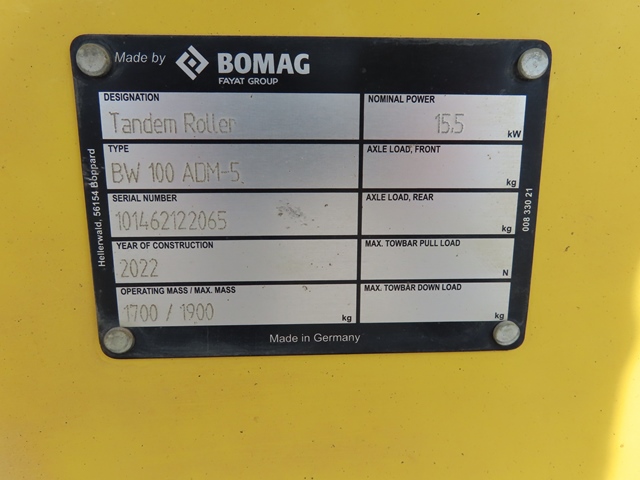 Made by BOMAG
FAYAT GROUP
DESIGNATION
Tandem Roller
NOMINAL POWER
15,5 kW
TYPE
BW 100 ADM-5
AXLE LOAD, FRONT
kg
SERIAL NUMBER
101462122065
AXLE LOAD, REAR
kg
YEAR OF CONSTRUCTION
2022
MAX. TOWBAR PULL LOAD
N
OPERATING MASS / MAX. MASS
1700 / 1900 kg
MAX. TOWBAR DOWN LOAD
kg
Made in Germany
Hellerwald, 56154 Boppard
008 330 21